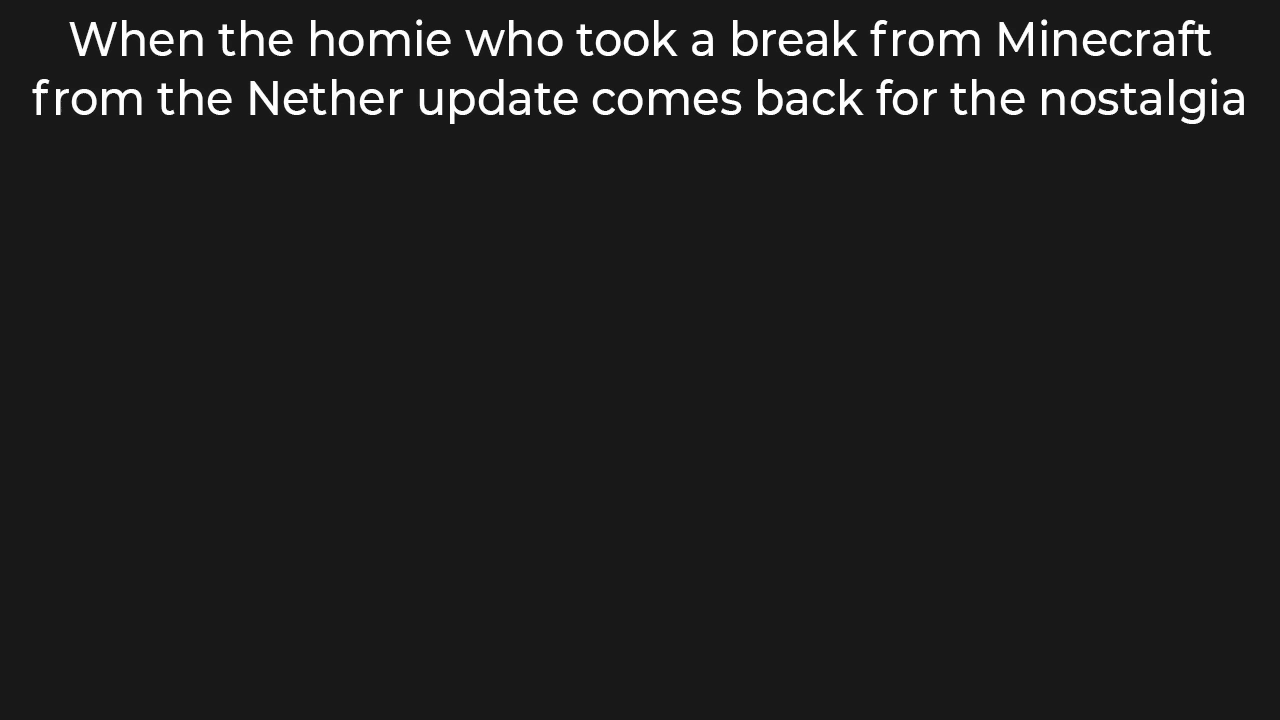 When the homie who took a break from Minecraft
from the Nether update comes back for the nostalgia